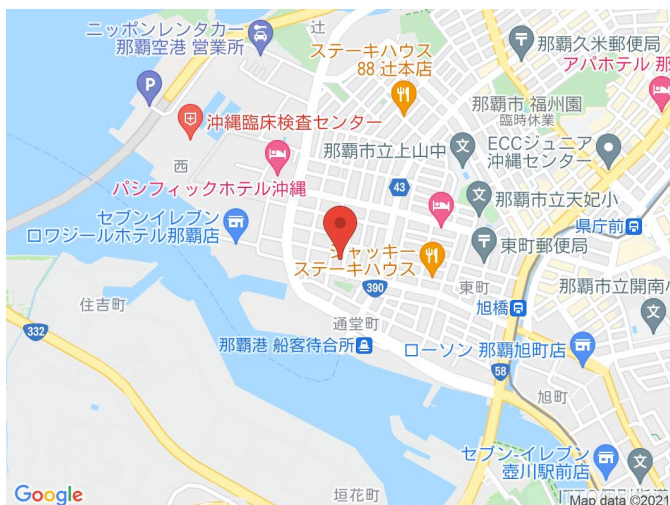 辻
ニッポンレンタカー
那覇空港 営業所
ステーキハウス
88 辻本店
那覇久米郵便局
アパホテル 那
那覇市 福州園
臨時休業
P
沖縄臨床検査センター
ECCジュニア
沖縄センター
那覇市立上山中
西
43
パシフィックホテル沖縄
那覇市立天妃小
セブンイレブン
ロワジールホテル那覇店
県庁前
東町郵便局
ジャッキー
ステーキハウス
東町
390
那覇市立開南小
住吉町
旭橋
通堂町
332
那覇港 船客待合所
ローソン 那覇旭町店
58
旭町
セブン-イレブン
壺川駅前店
垣花町
Google
Map data ©2021